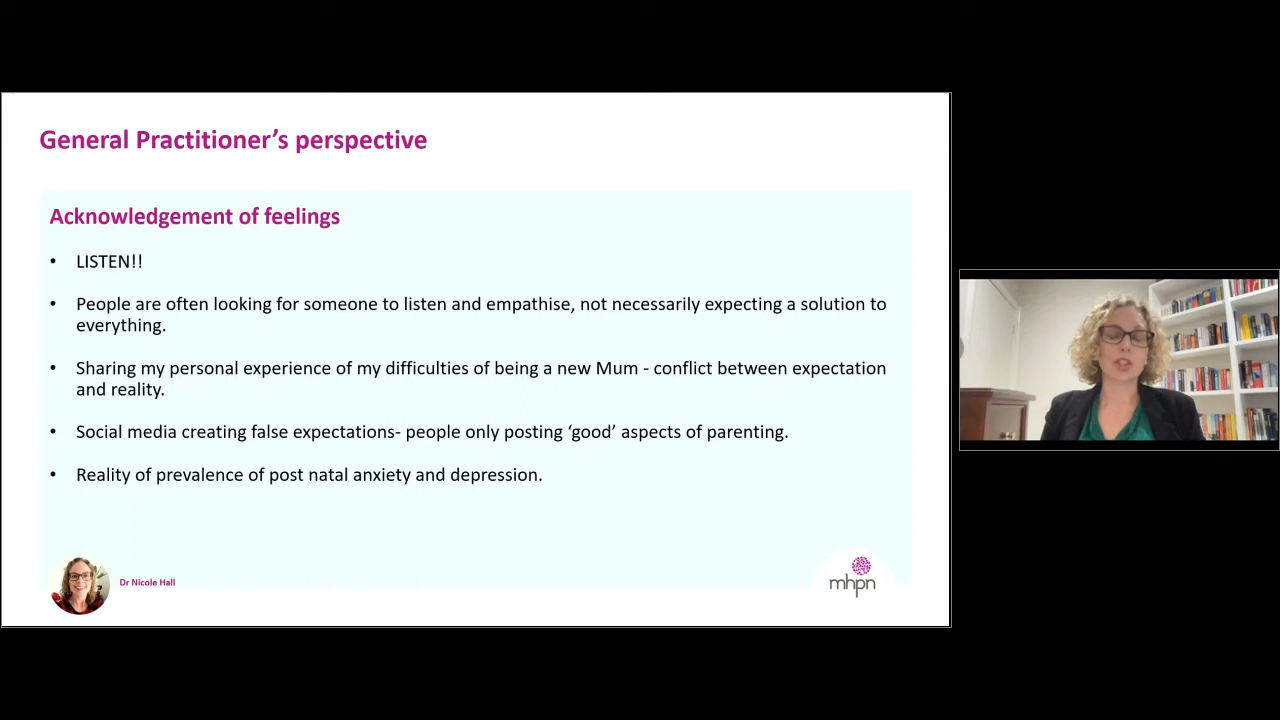 General Practitioner’s perspective
Acknowledgement of feelings
• LISTEN!!
• People are often looking for someone to listen and empathise, not necessarily expecting a solution to
everything.
• Sharing my personal experience of my difficulties of being a new Mum - conflict between expectation
and reality.
• Social media creating false expectations- people only posting ‘good’ aspects of parenting.
• Reality of prevalence of post natal anxiety and depression.
Dr Nicole Hall
mhpn